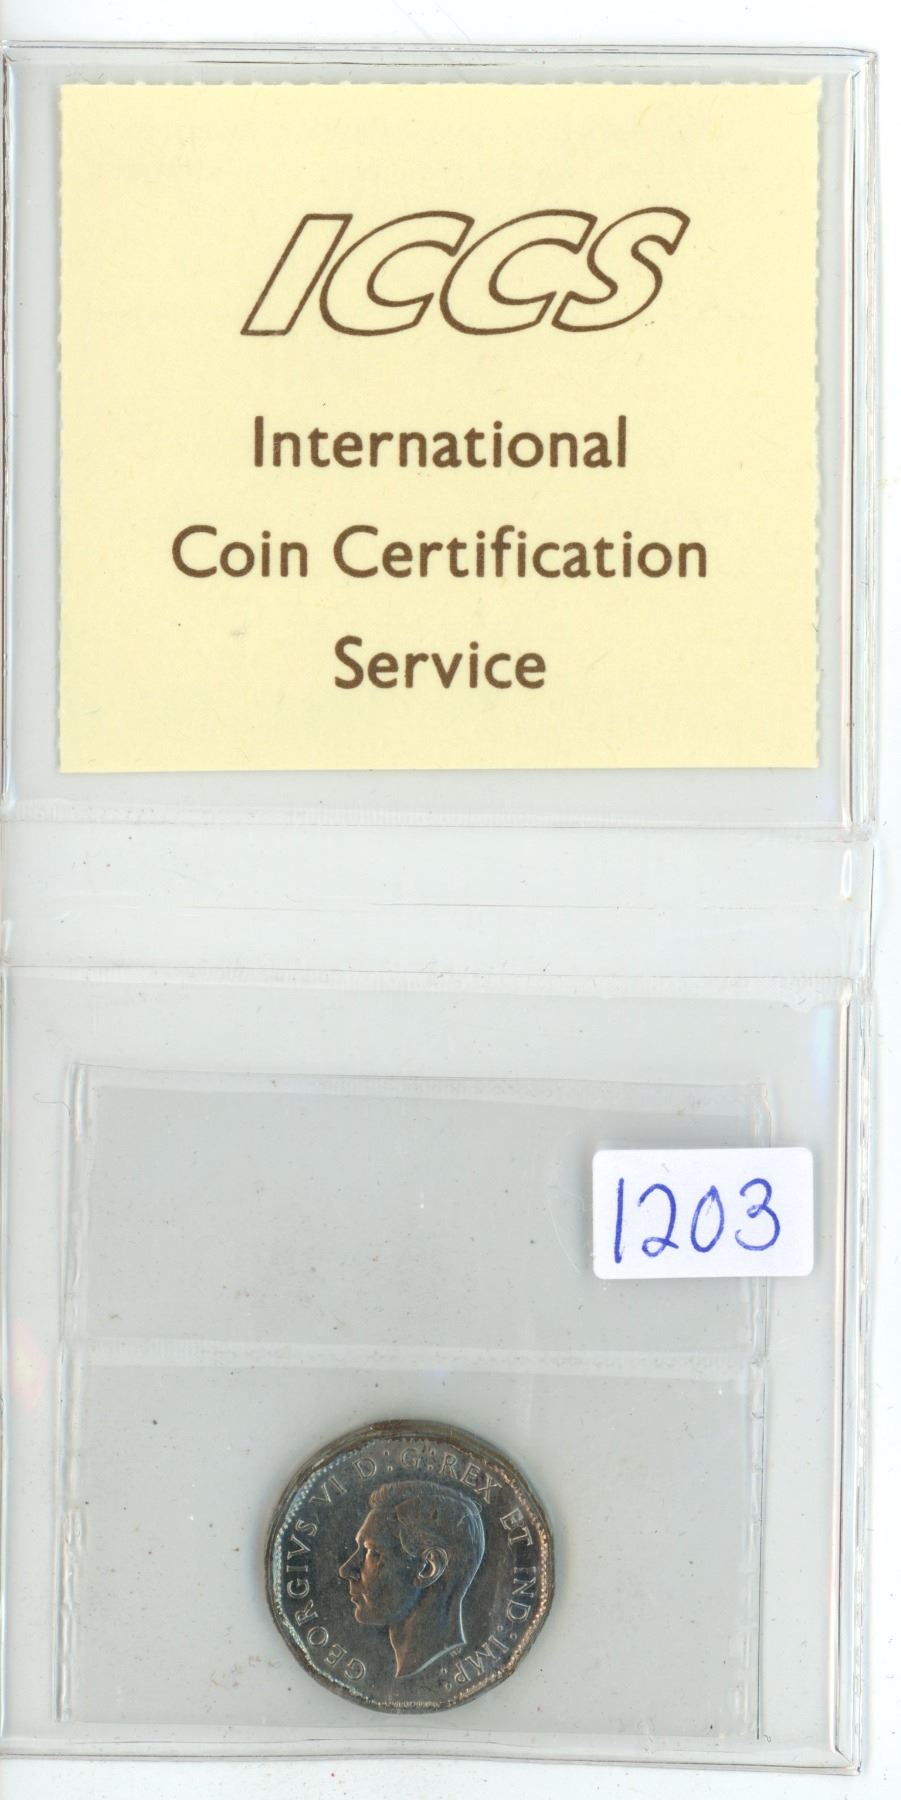 ICCS
International
Coin Certification
Service
1203
GEORGIVS VI D:G:REX ET IND:IMP: